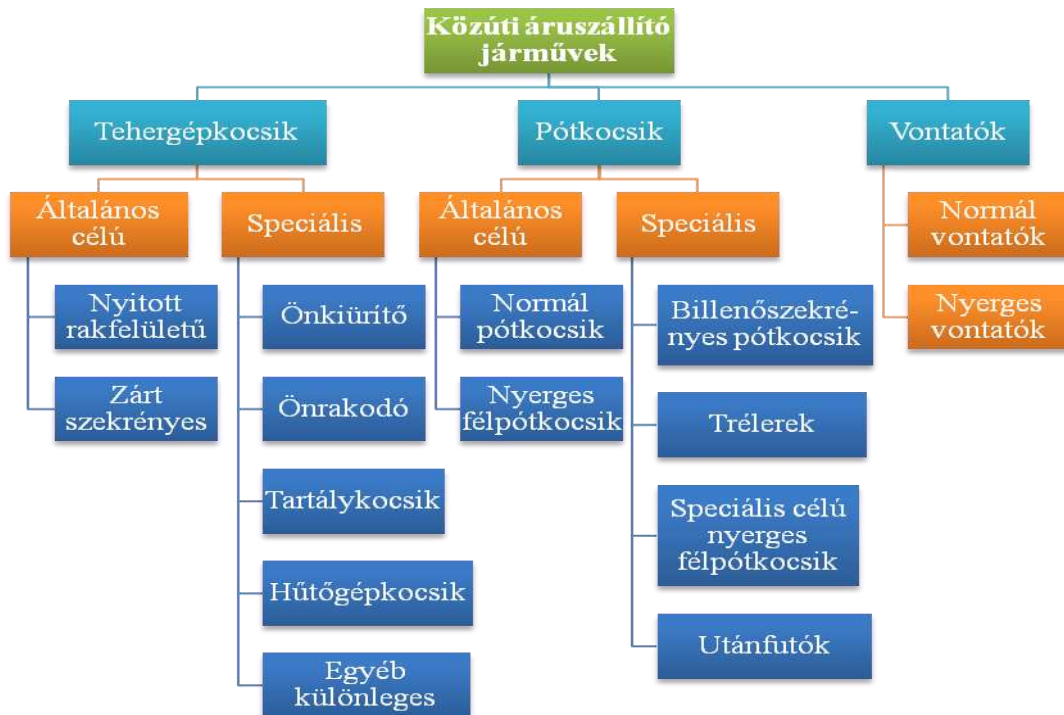 Közúti áruszállító
járművek
Tehergépkocsik
Pótkocsik
Vontatók
Általános
célú
Speciális
Általános
célú
Speciális
Normál
vontatók
Nyerges
vontatók
Nyitott
rakfelületű
Zárt
szekrényes
Önkiürítő
Önrakodó
Tartálykocsik
Hűtőgépkocsik
Egyéb
különleges
Normál
pótkocsik
Nyerges
félpótkocsik
Billenőszekré-
nyes pótkocsik
Trélerek
Speciális célú
nyerges
félpótkocsik
Utánfutók